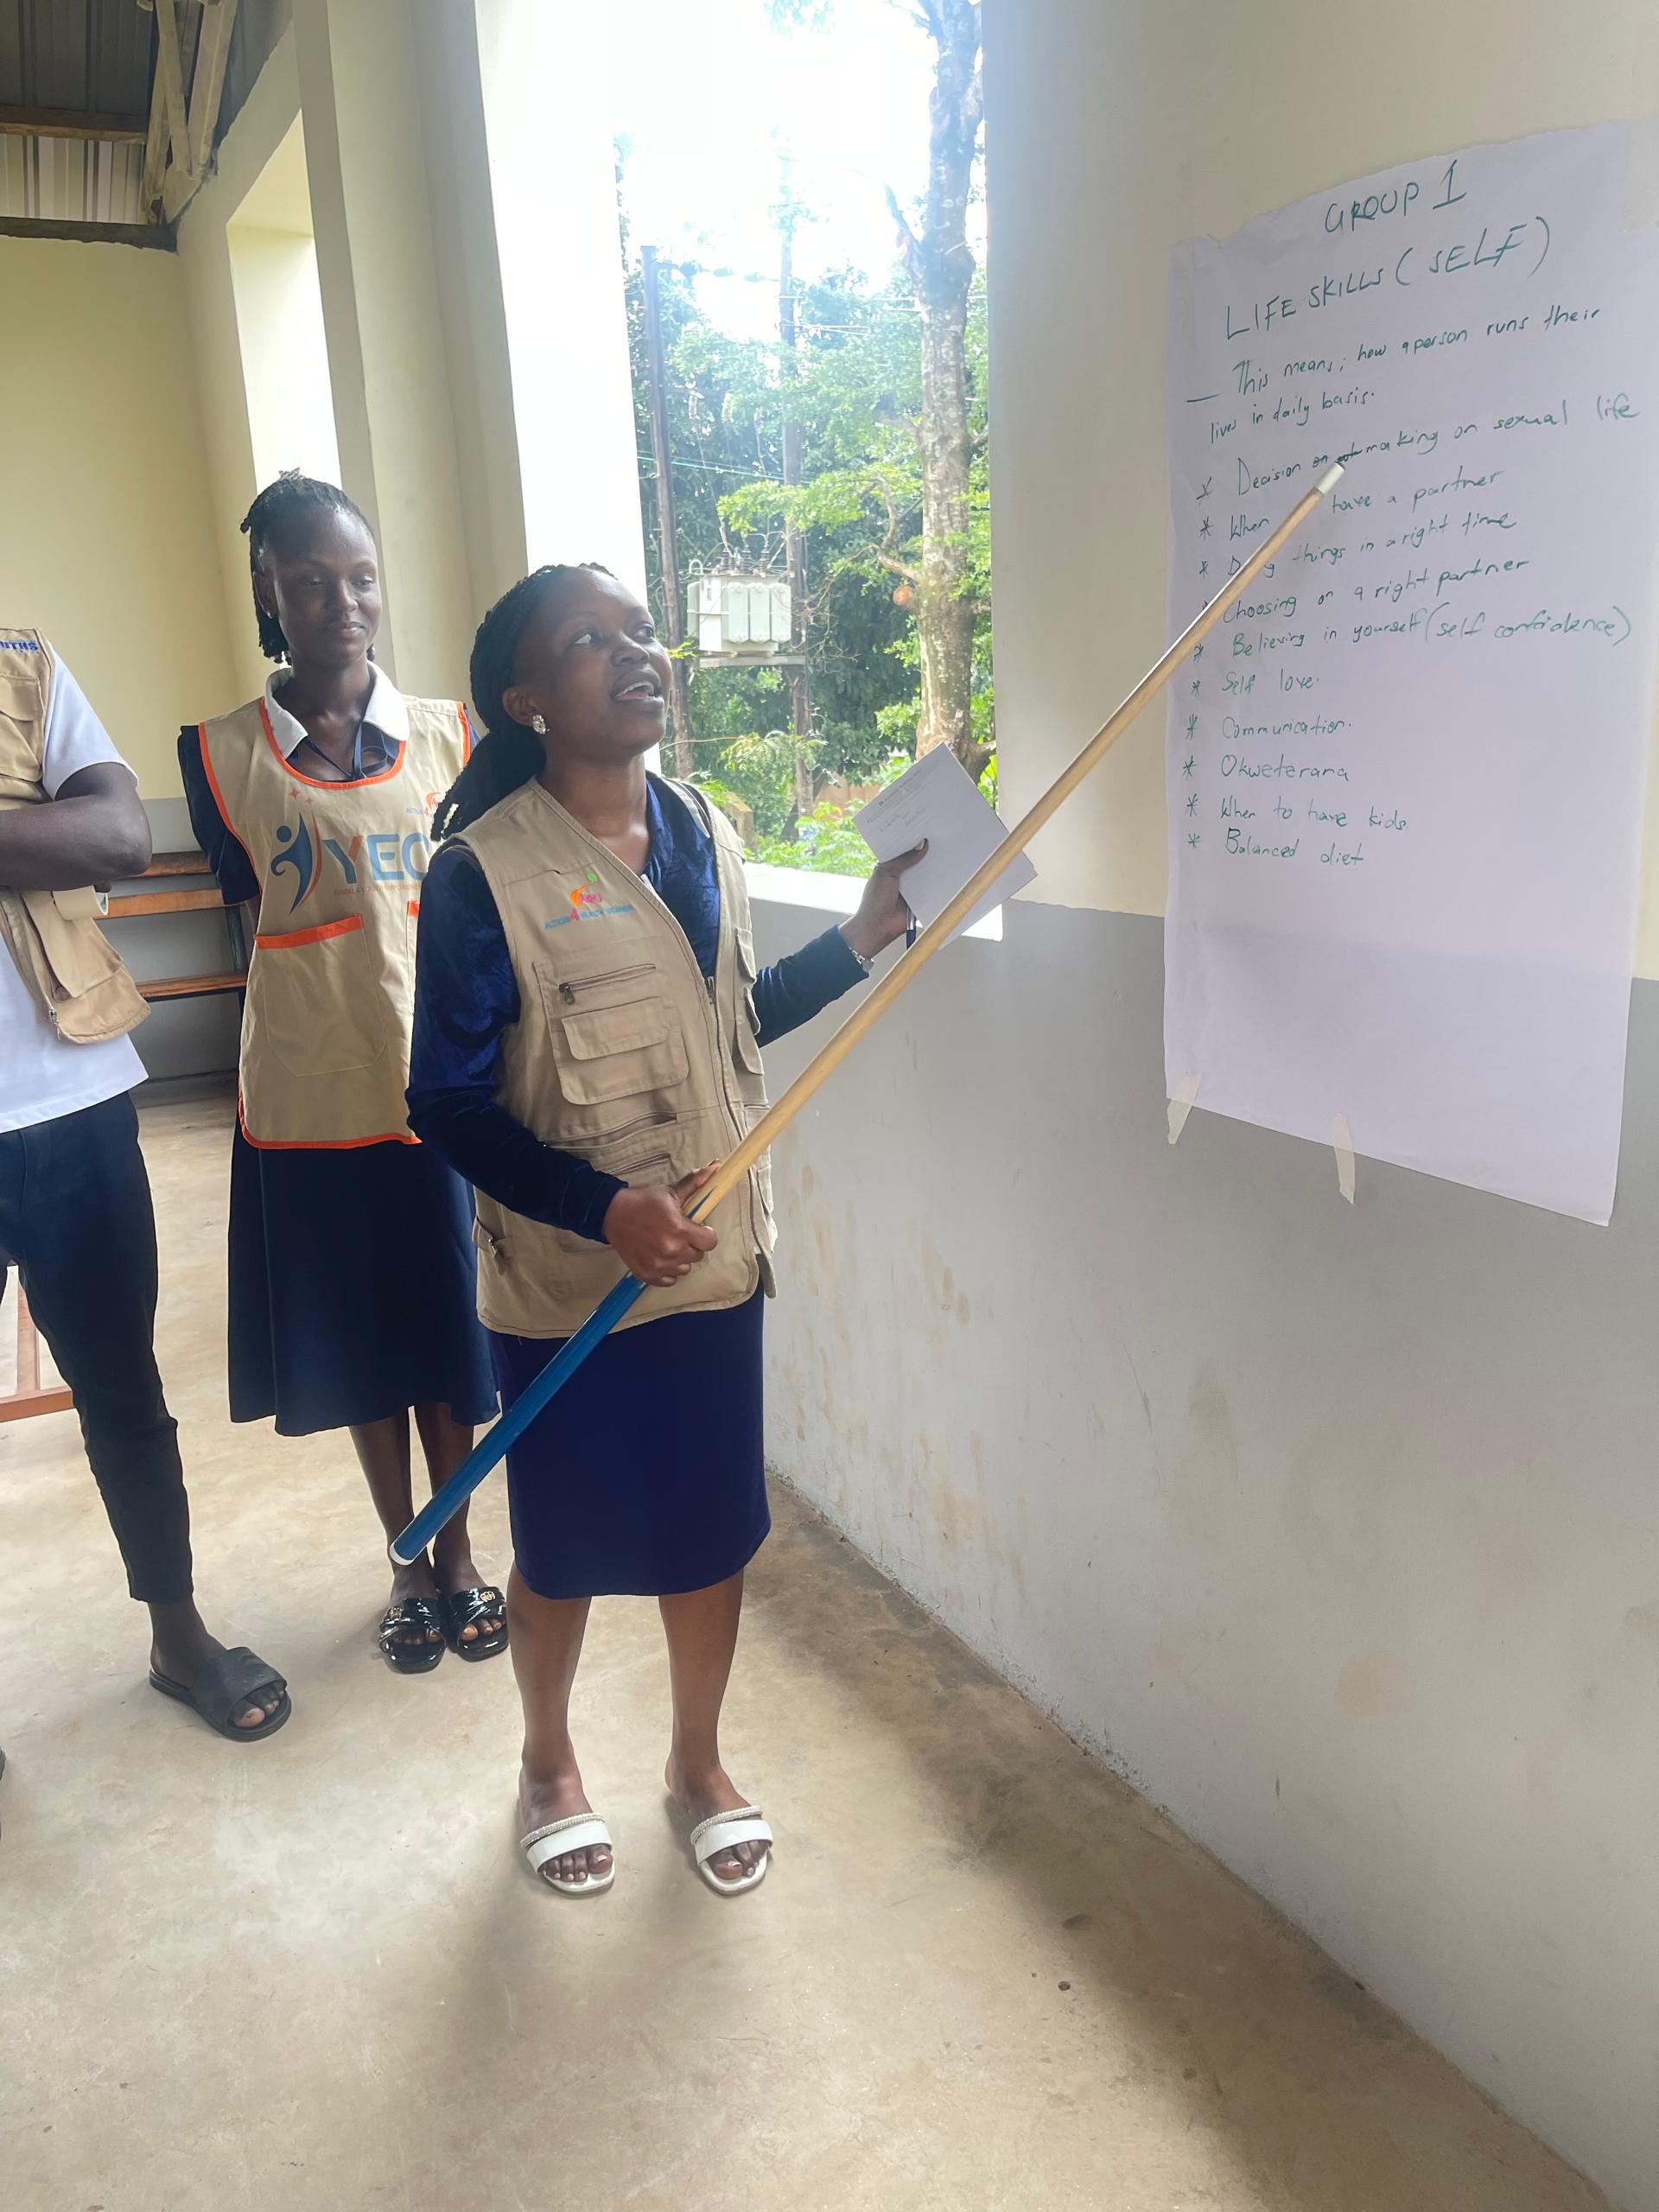 GROUP 1
LIFE SKILLS (SELF)
This means; how a person runs their
lives in daily basis.
* Decision making on sexual life
* When have a partner
* things in a right time
* Choosing on a right partner
* Believing in yourself (self confidence)
* Self love.
* Communication.
* Okweterana
* When to have kids.
* Balanced diet
YEC
ACTION 4 HEALTH UGANDA